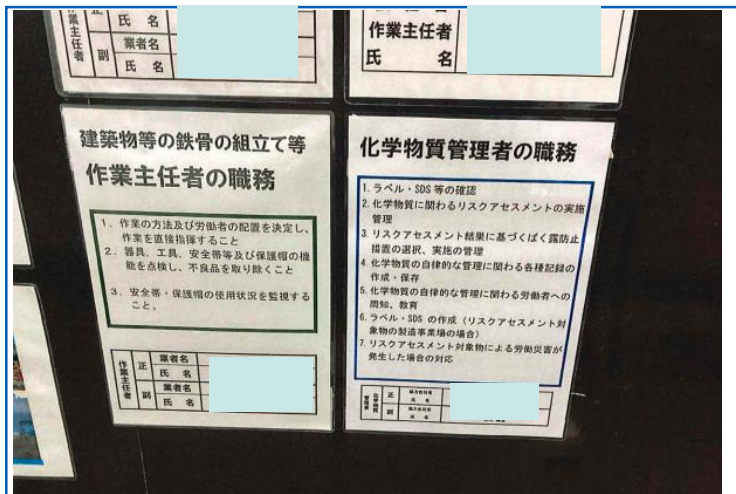 作業主任者
正
氏 名
副
業者名
氏 名
作業主任者
氏 名
建築物等の鉄骨の組立て等
作業主任者の職務
1. 作業の方法及び労働者の配置を決定し、
作業を直接指揮すること
2. 器具、工具、安全帯等及び保護帽の機
能を点検し、不良品を取り除くこと
3. 安全帯・保護帽の使用状況を監視する
こと。
作業主任者
正
業者名
氏 名
副
業者名
氏 名
化学物質管理者の職務
1. ラベル・SDS 等の確認
2. 化学物質に関わるリスクアセスメントの実施
管理
3. リスクアセスメント結果に基づくばく露防止
措置の選択、実施の管理
4. 化学物質の自律的な管理に関わる各種記録の
作成・保存
5. 化学物質の自律的な管理に関わる労働者への
周知、教育
6. ラベル・SDS の作成（リスクアセスメント対
象物の製造事業場の場合）
7. リスクアセスメント対象物による労働災害が
発生した場合の対応
化学物質
管理者
正
氏 名
副
氏 名